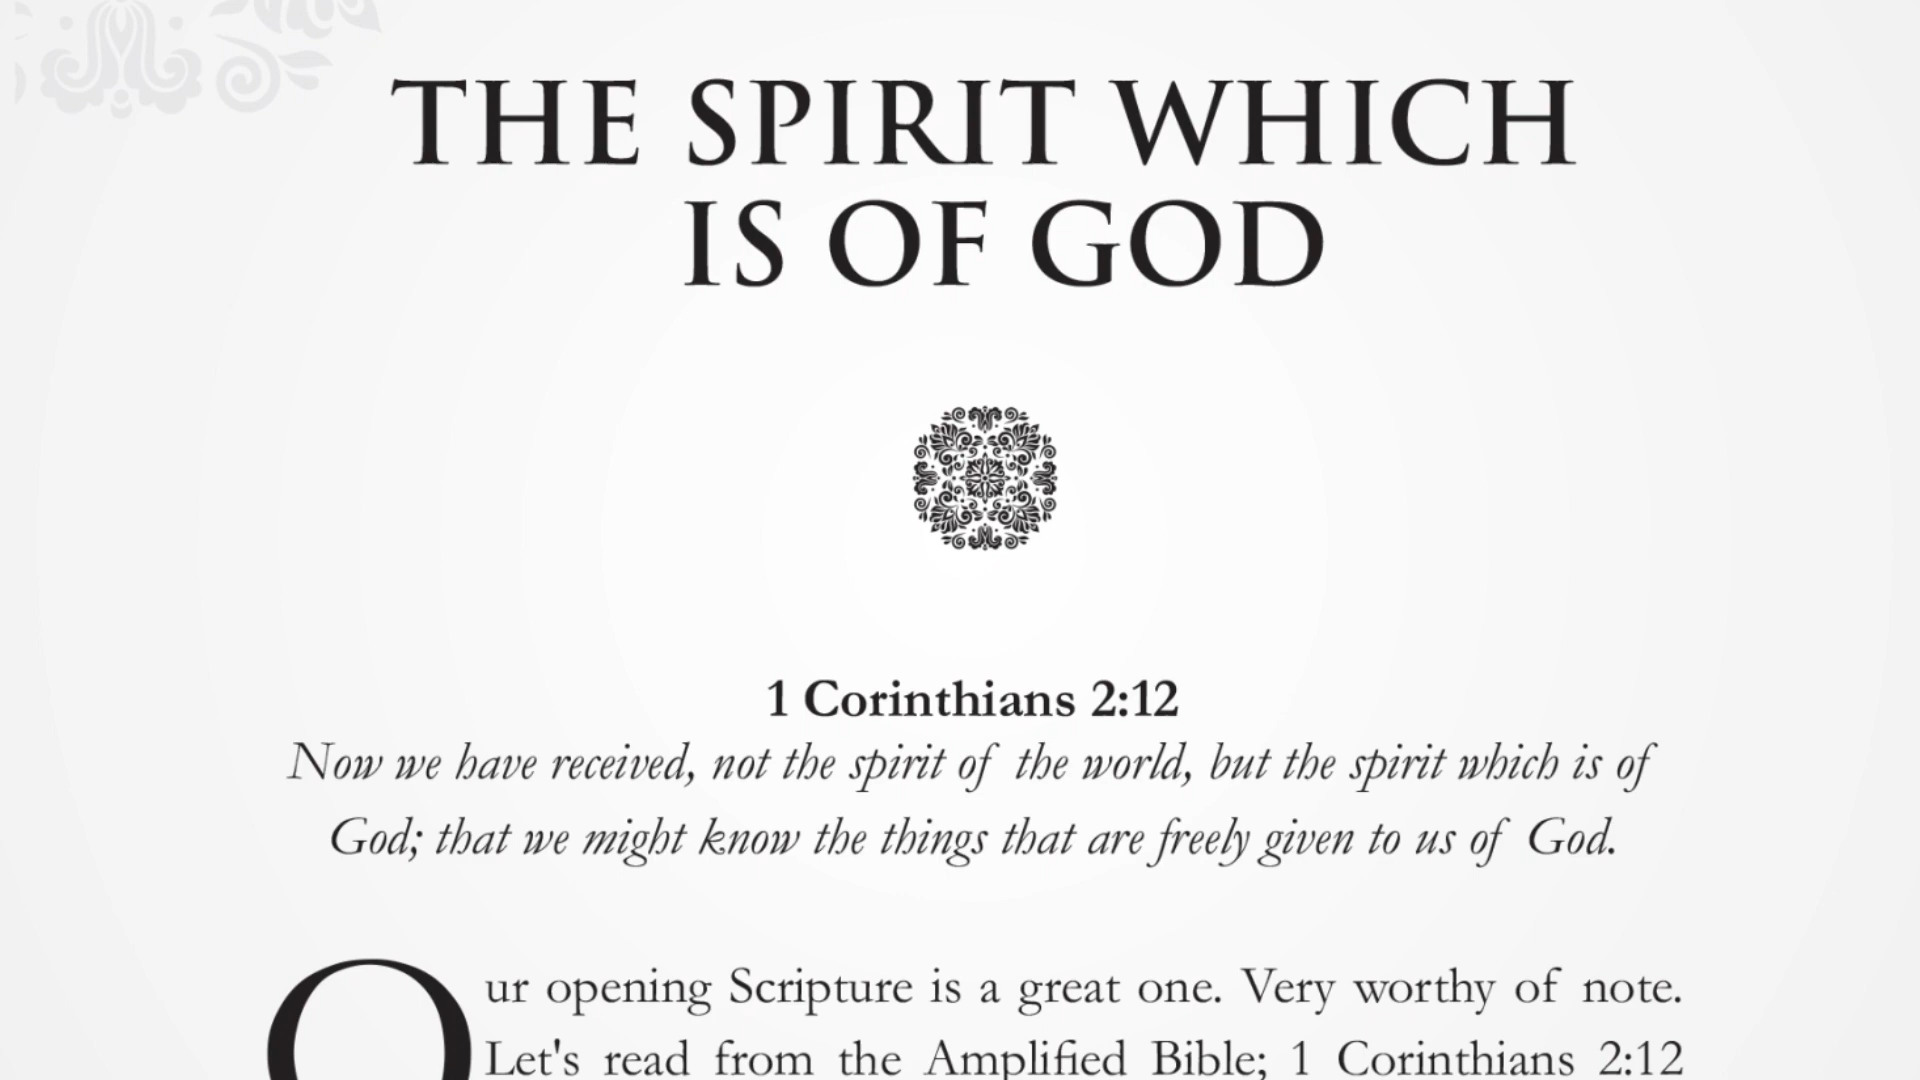 THE SPIRIT WHICH
IS OF GOD
1 Corinthians 2:12
Now we have received, not the spirit of the world, but the spirit which is of
God; that we might know the things that are freely given to us of God.
Our opening Scripture is a great one. Very worthy of note.
Let's read from the Amplified Bible; 1 Corinthians 2:12